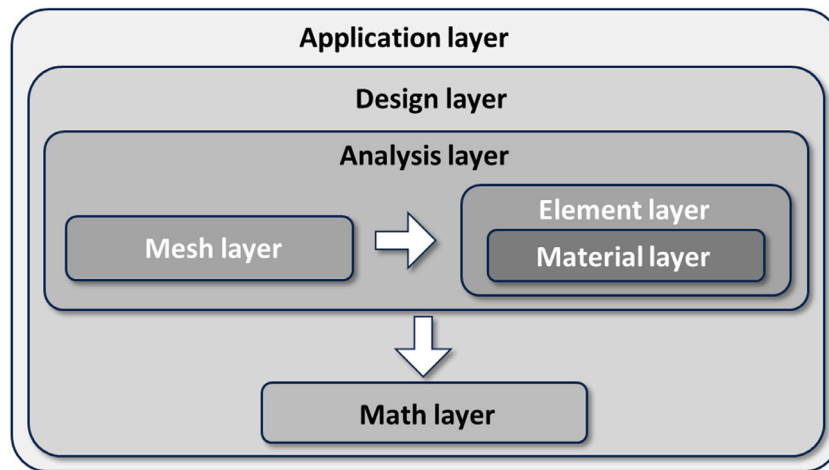 Application layer
Design layer
Analysis layer
Mesh layer
Element layer
Material layer
Math layer